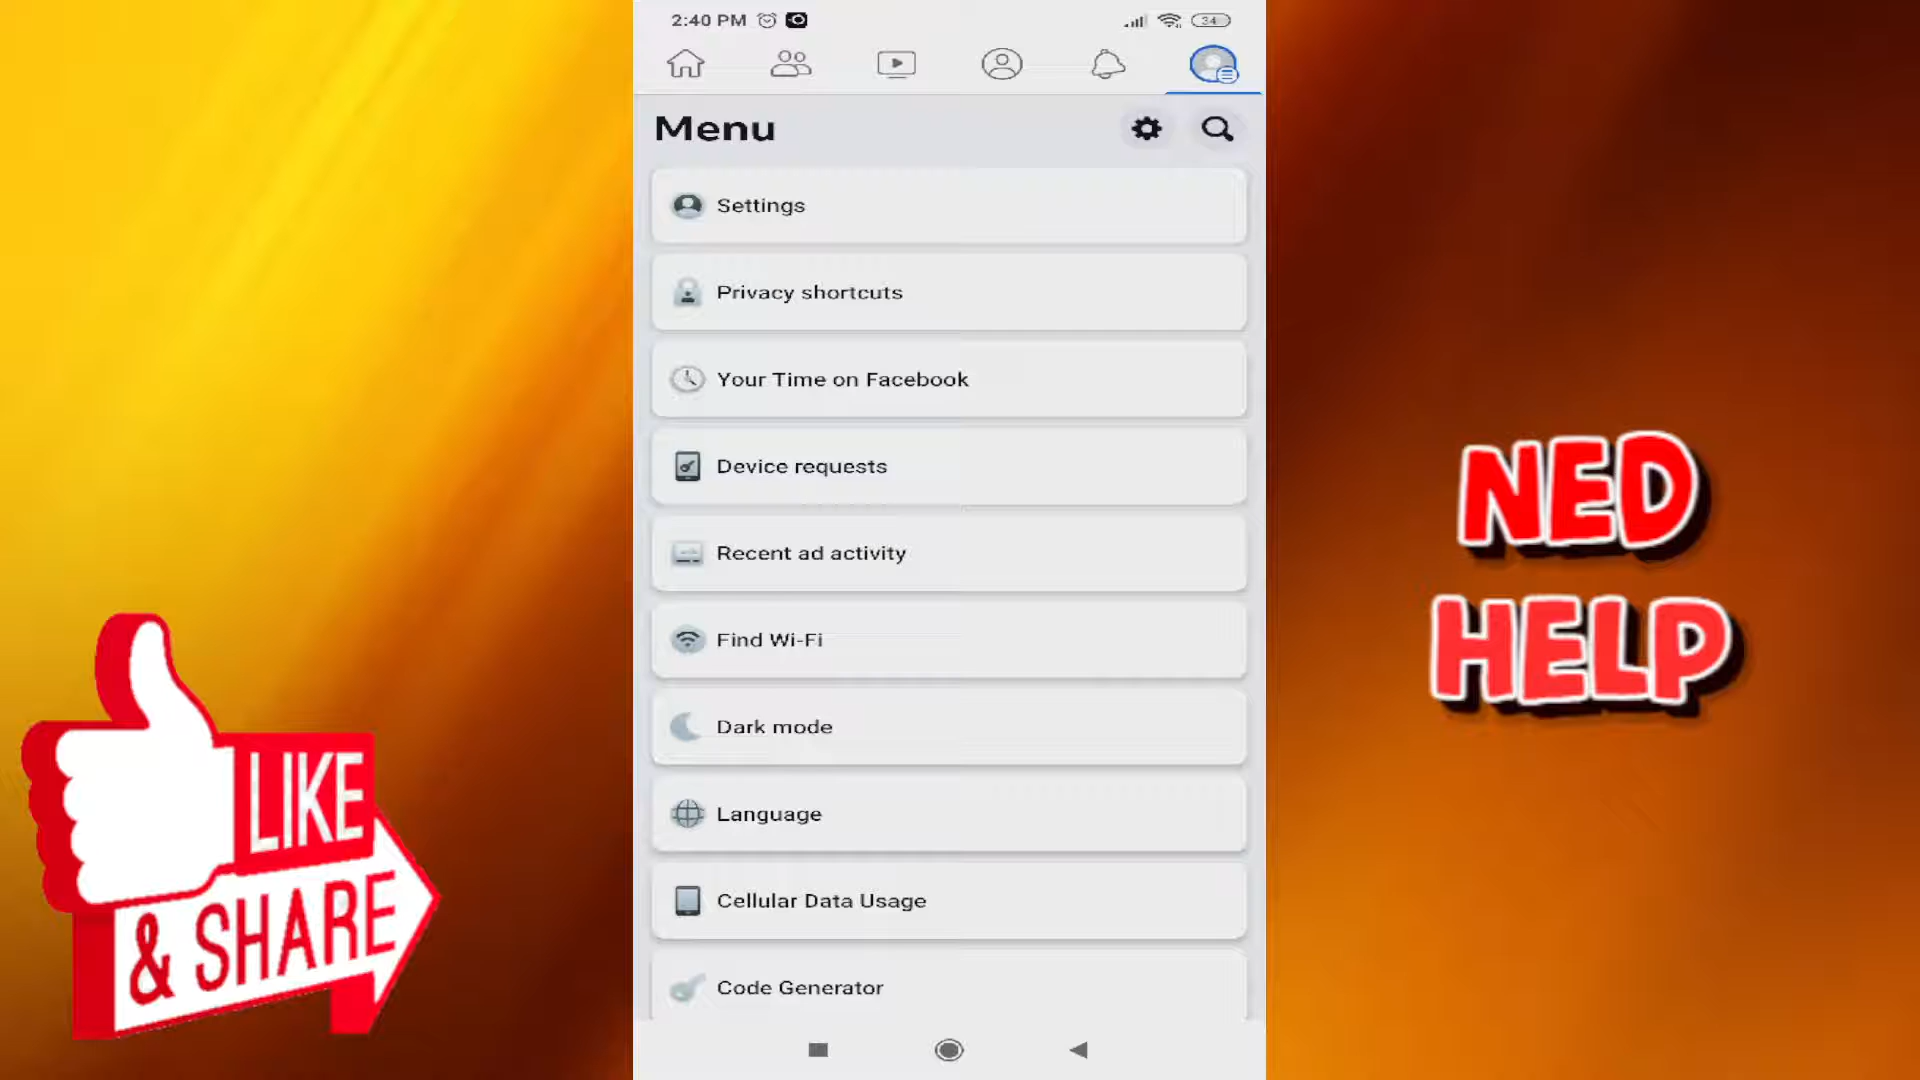 2:40 PM
34
Menu
Settings
Privacy shortcuts
Your Time on Facebook
Device requests
Recent ad activity
Find Wi-Fi
Dark mode
Language
Cellular Data Usage
Code Generator
LIKE
& SHARE
NED
HELP